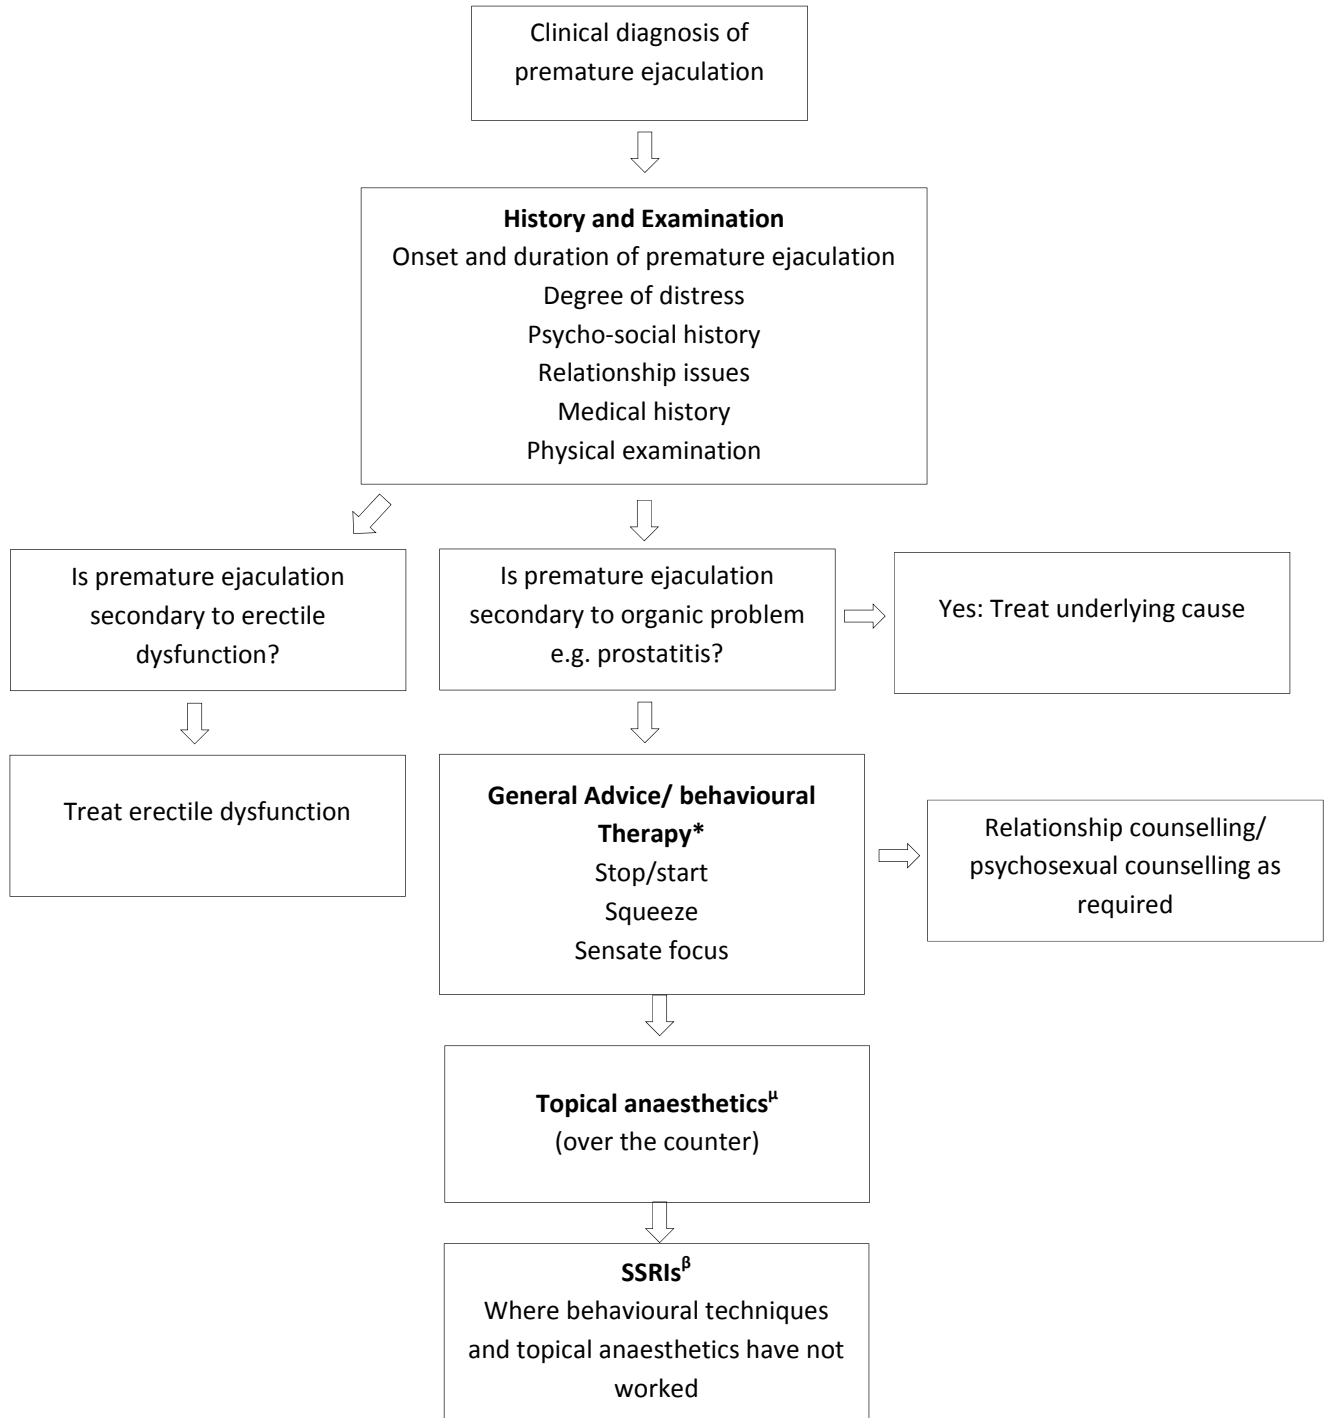 Clinical diagnosis of
premature ejaculation
History and Examination
Onset and duration of premature ejaculation
Degree of distress
Psycho-social history
Relationship issues
Medical history
Physical examination
Is premature ejaculation
secondary to erectile
dysfunction?
Is premature ejaculation
secondary to organic problem
e.g. prostatitis?
Yes: Treat underlying cause
Treat erectile dysfunction
General Advice/ behavioural
Therapy*
Stop/start
Squeeze
Sensate focus
Relationship counselling/
psychosexual counselling as
required
Topical anaesthetics^µ
(over the counter)
SSRIs^β
Where behavioural techniques
and topical anaesthetics have not
worked